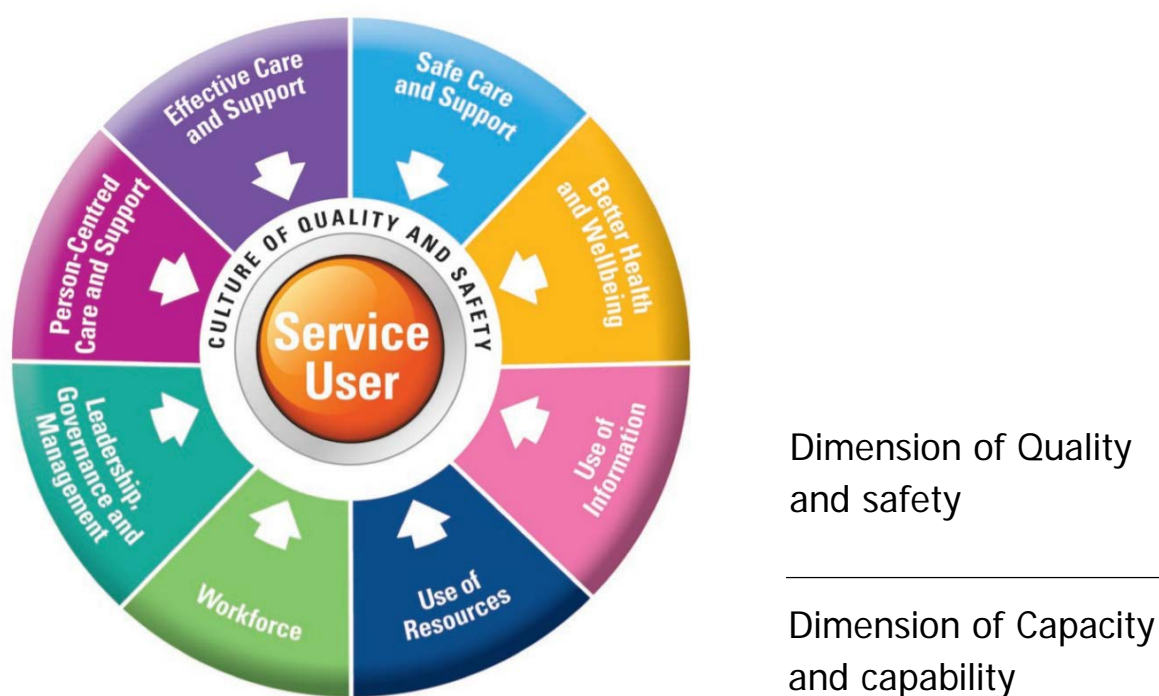 Effective Care
and Support
Safe Care
and Support
Better Health
and Wellbeing
Person-Centred
Care and Support
CULTURE OF QUALITY AND SAFETY
Service
User
Leadership,
Governance and
Management
Use of
Information
Workforce
Use of
Resources
Dimension of Quality
and safety
Dimension of Capacity
and capability